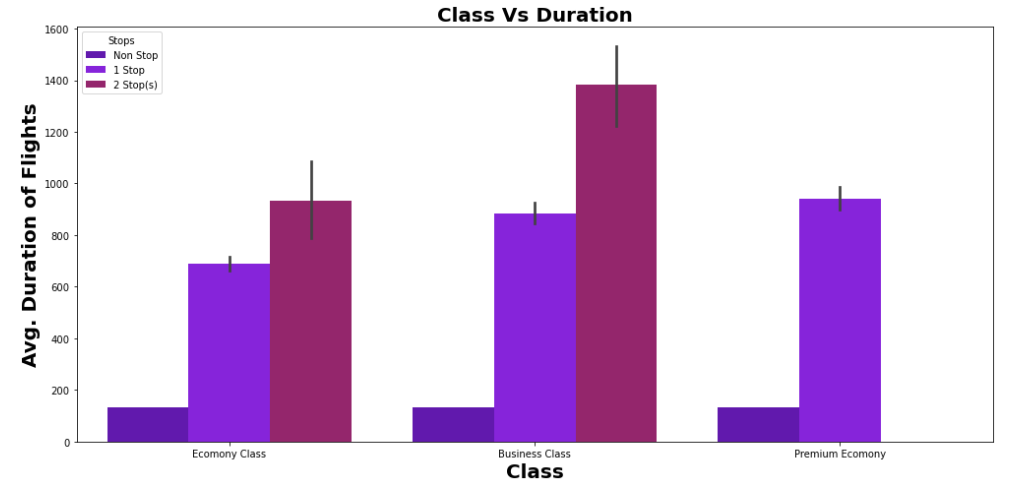 Class Vs Duration
Stops
Non Stop
1 Stop
2 Stop(s)
Avg. Duration of Flights
1600
1400
1200
1000
800
600
400
200
0
Ecomony Class
Business Class
Premium Ecomony
Class